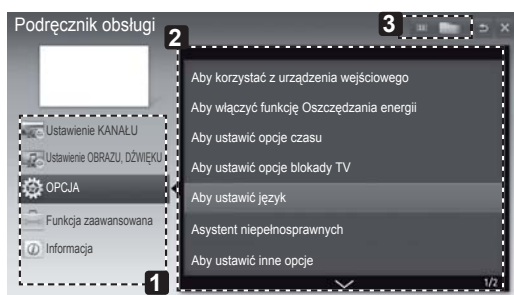 Podręcznik obsługi
2
3
Aby korzystać z urządzenia wejściowego
Aby włączyć funkcję Oszczędzania energii
Aby ustawić opcje czasu
Aby ustawić opcje blokady TV
Aby ustawić język
Asystent niepełnosprawnych
Aby ustawić inne opcje
1/2
Ustawienie KANAŁU
Ustawienie OBRAZU, DŹWIĘKU
OPCJA
Funkcja zaawansowana
Informacja
1